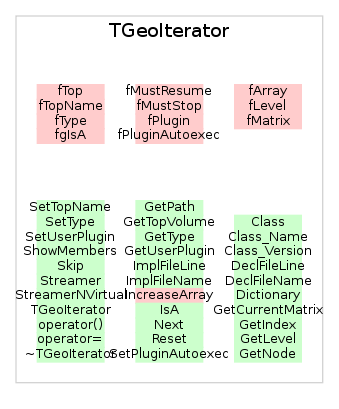 TGeoIterator
fTop
fTopName
fType
fgIsA
fMustResume
fMustStop
fPlugin
fPluginAutoexec
fArray
fLevel
fMatrix
SetTopName
SetType
SetUserPlugin
ShowMembers
Skip
Streamer
StreamerNVirtual
TGeoIterator
operator()
operator=
~TGeoIterator
GetPath
GetTopVolume
GetType
GetUserPlugin
ImplFileLine
ImplFileName
IncreaseArray
IsA
Next
Reset
SetPluginAutoexec
Class
Class_Name
Class_Version
DeclFileLine
DeclFileName
Dictionary
GetCurrentMatrix
GetIndex
GetLevel
GetNode